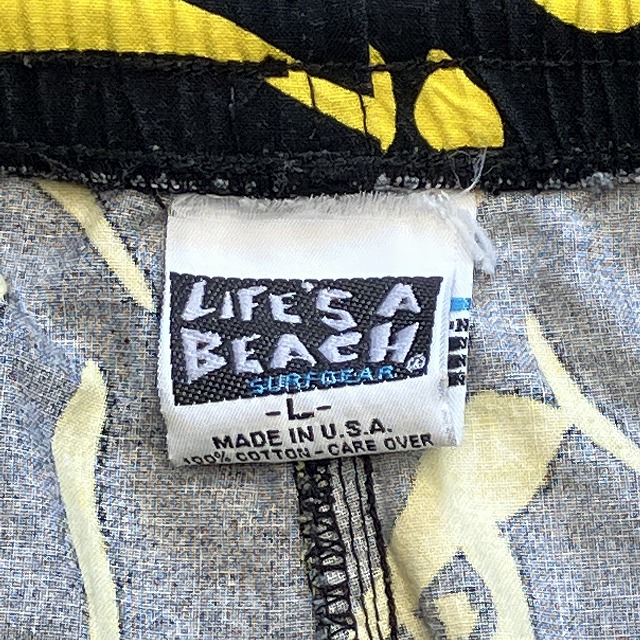 LIFE'S A
BEACH®
SURFGEAR
-L-
MADE IN U.S.A.
100% COTTON - CARE OVER